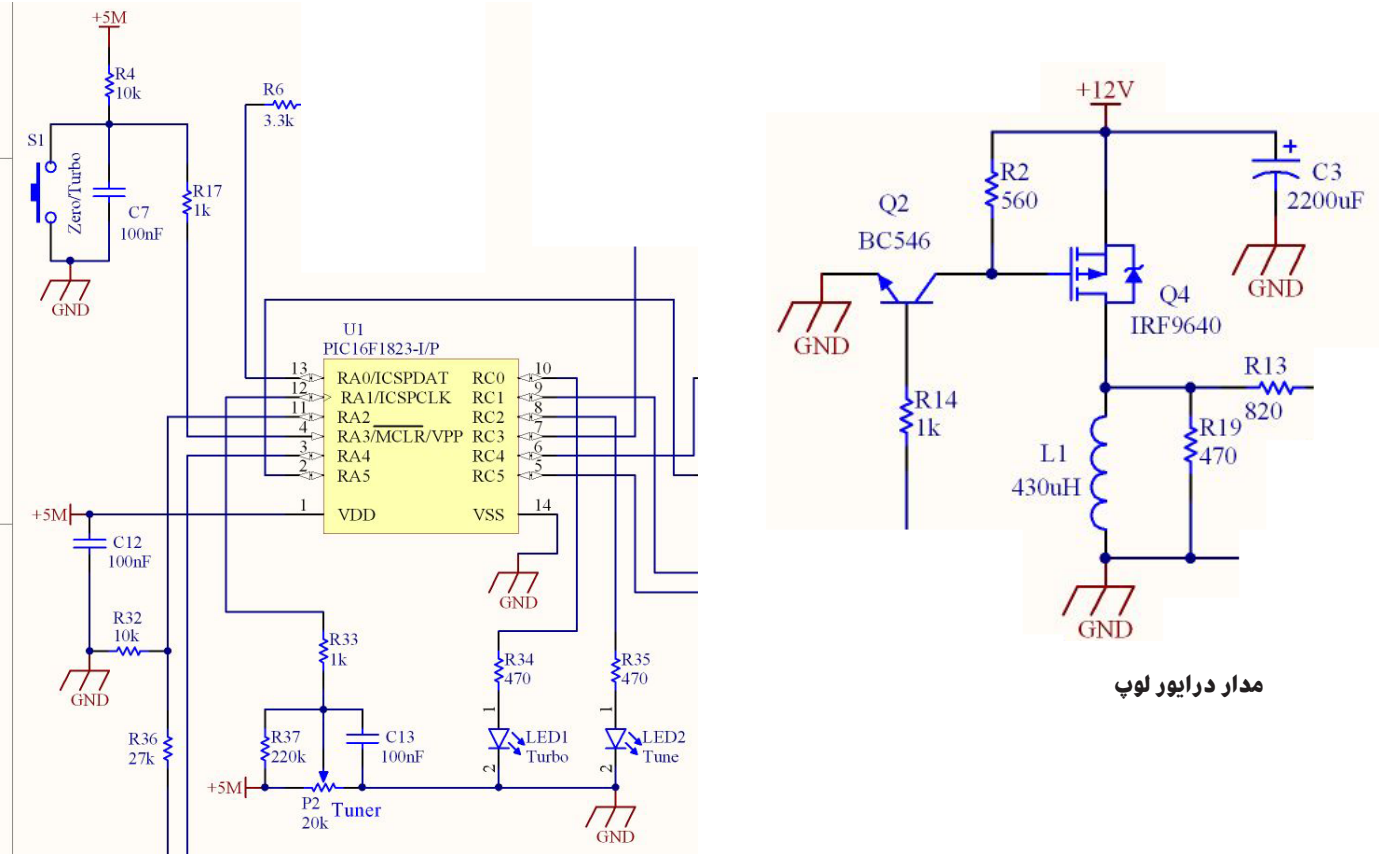 +5M
R4
10k
S1
Zero/Turbo
C7
100nF
R17
1k
GND
R6
3.3k
U1
PIC16F1823-I/P
13 RA0/ICSPDAT RC0 10
12 RA1/ICSPCLK RC1 9
11 RA2 RC2 8
4 RA3/MCLR/VPP RC3 7
3 RA4 RC4 6
2 RA5 RC5 5
1 VDD VSS 14
+5M
C12
100nF
GND
R32
10k
GND
R36
27k
R33
1k
R37
220k
C13
100nF
+5M
P2
20k
Tuner
R34
470
1
LED1
Turbo
2
R35
470
1
LED2
Tune
2
GND
+12V
R2
560
C3
+
2200uF
GND
Q2
BC546
GND
Q4
IRF9640
R14
1k
R13
820
R19
470
L1
430uH
GND
مدار درایور لوپ